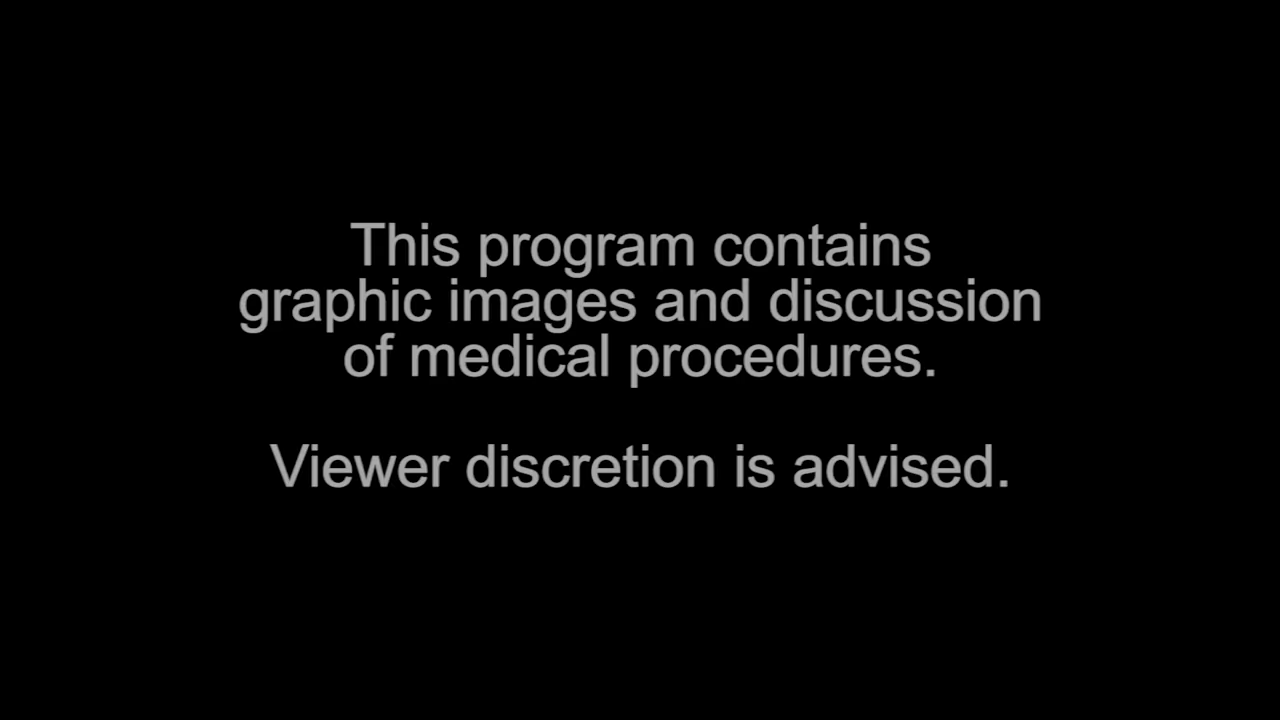 This program contains
graphic images and discussion
of medical procedures.
Viewer discretion is advised.